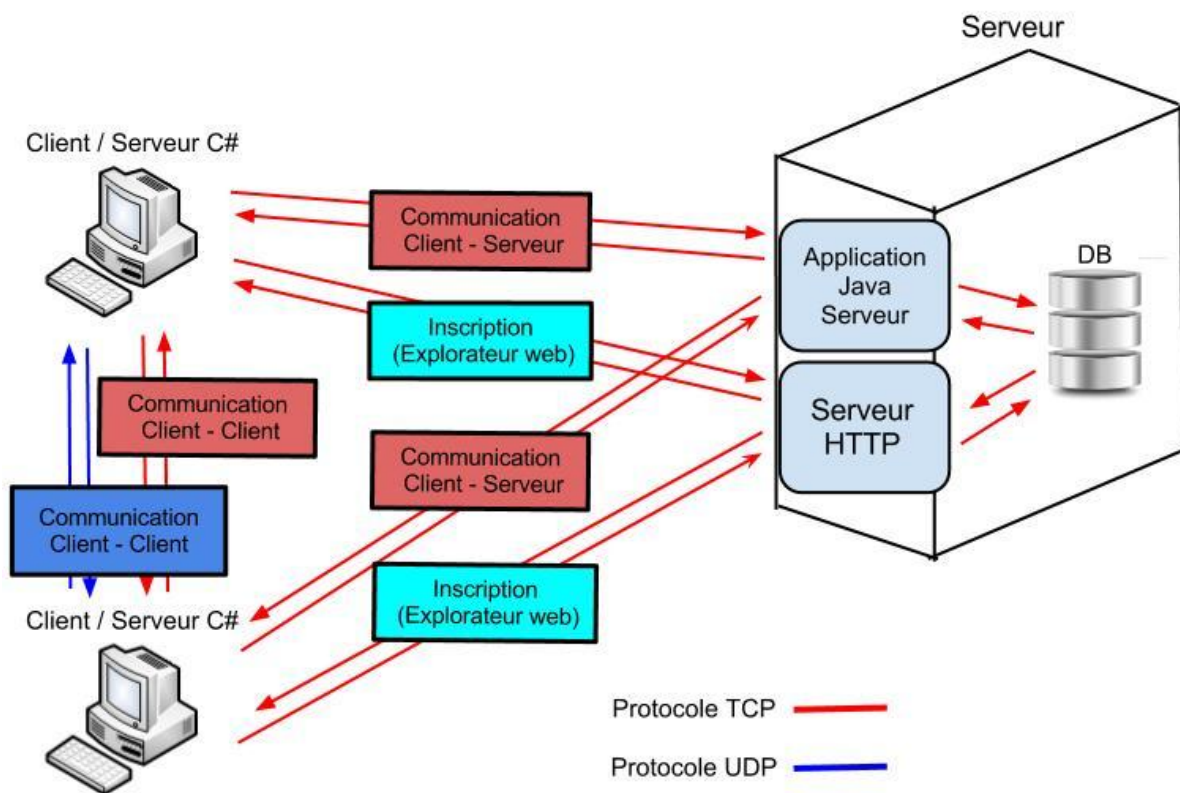 Serveur
Client / Serveur C#
Communication
Client - Serveur
Application
Java
Serveur
DB
Inscription
(Explorateur web)
Communication
Client - Client
Serveur
HTTP
Communication
Client - Serveur
Communication
Client - Client
Inscription
(Explorateur web)
Client / Serveur C#
Protocole TCP
Protocole UDP